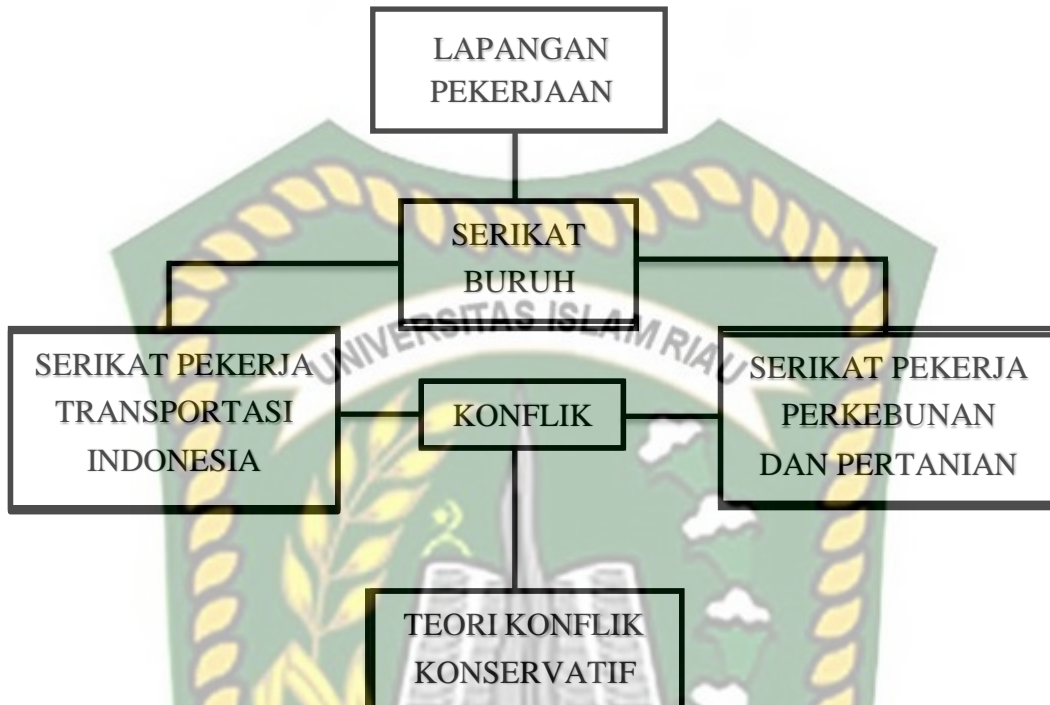 LAPANGAN
PEKERJAAN
SERIKAT
BURUH
UNIVERSITAS ISLAM RIAU
SERIKAT PEKERJA
TRANSPORTASI
INDONESIA
KONFLIK
SERIKAT PEKERJA
PERKEBUNAN
DAN PERTANIAN
TEORI KONFLIK
KONSERVATIF